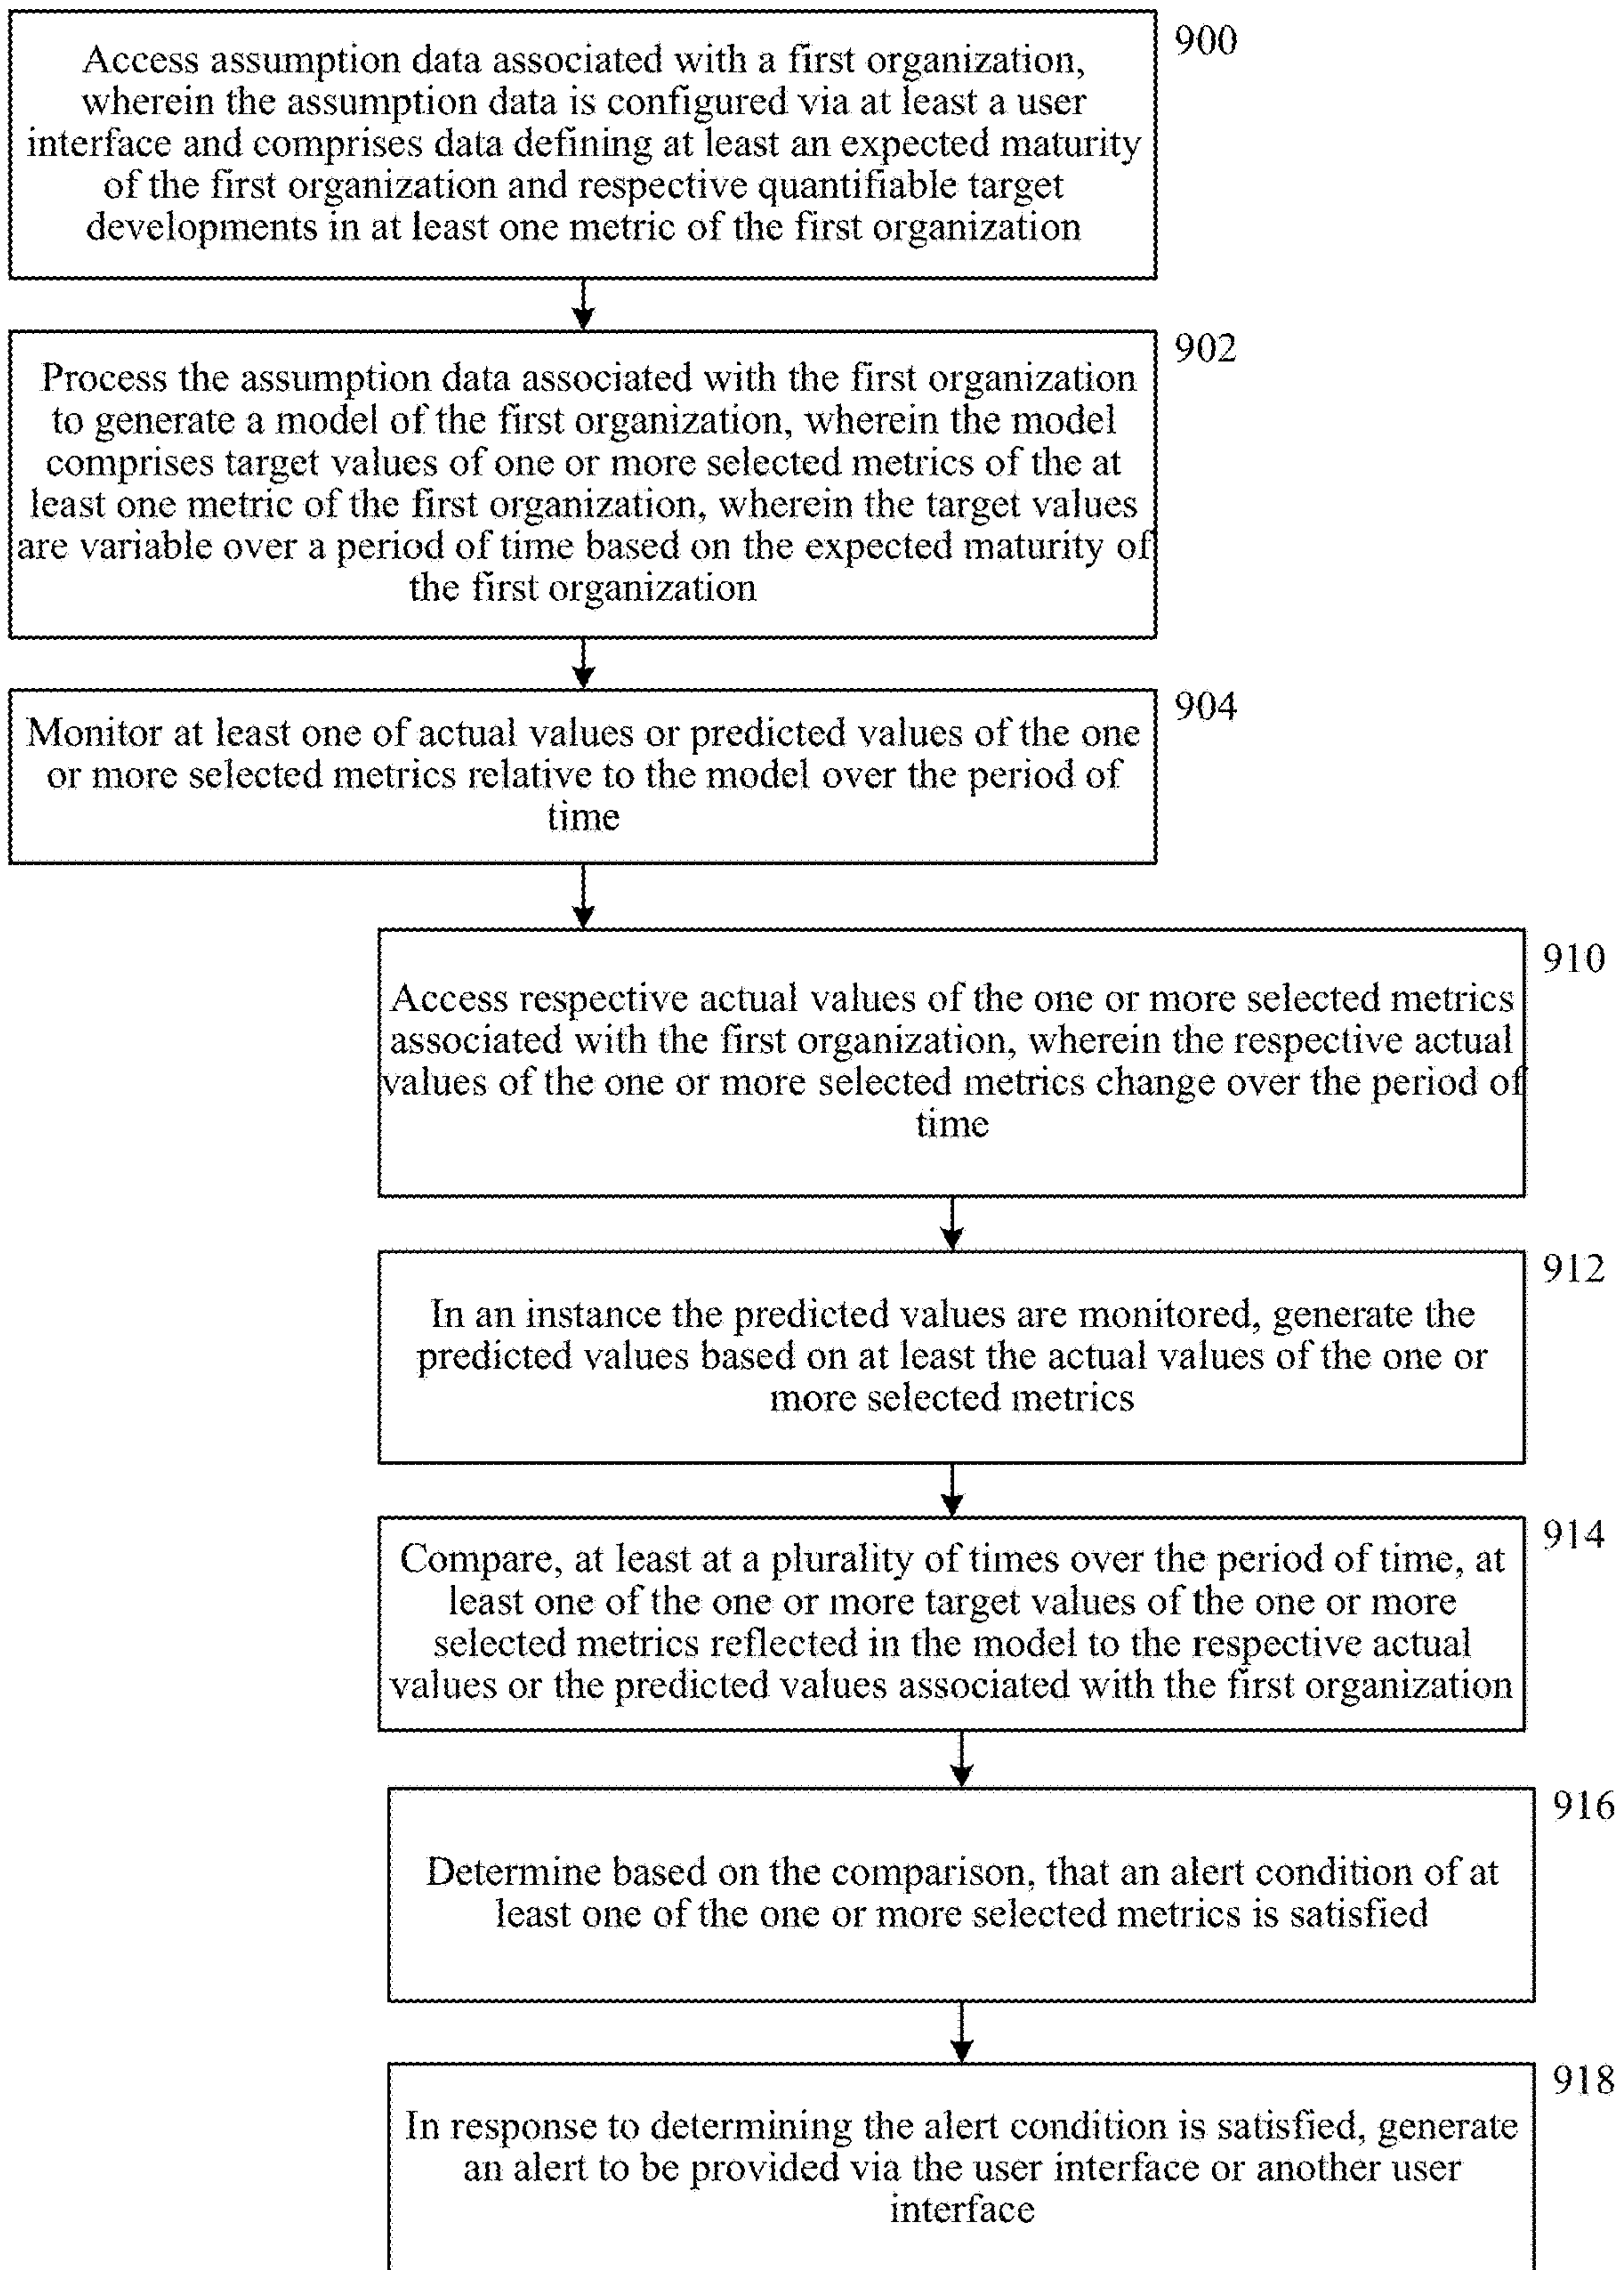 900
Access assumption data associated with a first organization,
wherein the assumption data is configured via at least a user
interface and comprises data defining at least an expected maturity
of the first organization and respective quantifiable target
developments in at least one metric of the first organization
902
Process the assumption data associated with the first organization
to generate a model of the first organization, wherein the model
comprises target values of one or more selected metrics of the at
least one metric of the first organization, wherein the target values
are variable over a period of time based on the expected maturity of
the first organization
904
Monitor at least one of actual values or predicted values of the one
or more selected metrics relative to the model over the period of
time
910
Access respective actual values of the one or more selected metrics
associated with the first organization, wherein the respective actual
values of the one or more selected metrics change over the period of
time
912
In an instance the predicted values are monitored, generate the
predicted values based on at least the actual values of the one or
more selected metrics
914
Compare, at least at a plurality of times over the period of time, at
least one of the one or more target values of the one or more
selected metrics reflected in the model to the respective actual
values or the predicted values associated with the first organization
916
Determine based on the comparison, that an alert condition of at
least one of the one or more selected metrics is satisfied
918
In response to determining the alert condition is satisfied, generate
an alert to be provided via the user interface or another user
interface